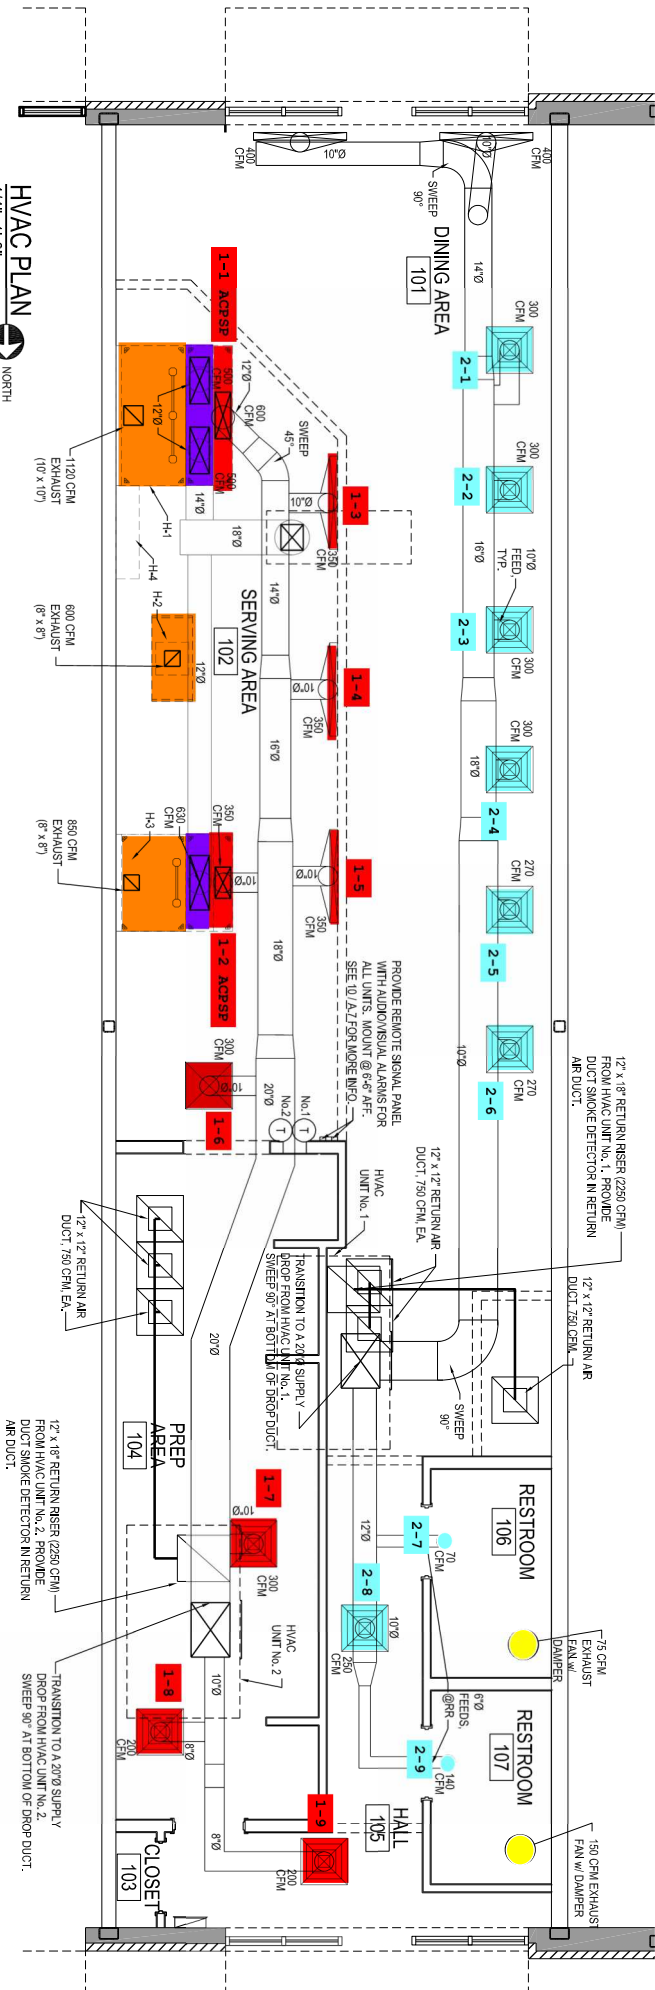 HVAC PLAN
NORTH
400
CFM
10"Ø
10"Ø
400
CFM
SWEEP
90°
DINING AREA
101
14"Ø
300
CFM
2-1
300
CFM
2-2
16"Ø
10"Ø
FEED,
TYP.
2-3
300
CFM
300
CFM
18"Ø
2-4
270
CFM
2-5
10"Ø
270
CFM
2-6
1-1 ACPSP
500
CFM
12"Ø
600
CFM
12"Ø
500
CFM
SWEEP
45°
1120 CFM
EXHAUST
(10' x 10")
H-1
H-4
14"Ø
18"Ø
10"Ø
1-3
350
CFM
14"Ø
600 CFM
EXHAUST
(8" x 8")
H-2
12"Ø
SERVING AREA
102
10"Ø
1-4
350
CFM
16"Ø
850 CFM
EXHAUST
(8" x 8")
H-3
630
CFM
350
CFM
10"Ø
10"Ø
1-5
350
CFM
1-2 ACPSP
18"Ø
300
CFM
10"Ø
1-6
20"Ø
No.2
No.1
T
T
PROVIDE REMOTE SIGNAL PANEL
WITH AUDIO/VISUAL ALARMS FOR
ALL UNITS. MOUNT @ 6'-6" AFF.
SEE 10 / A.7 FOR MORE INFO.
HVAC
UNIT No. 1
12" x 12" RETURN AIR
DUCT, 750 CFM, EA.
12" x 18" RETURN RISER (2250 CFM)
FROM HVAC UNIT No. 1. PROVIDE
DUCT SMOKE DETECTOR IN RETURN
AIR DUCT.
12" x 12" RETURN AIR
DUCT, 750 CFM.
12" x 12" RETURN AIR
DUCT, 750 CFM, EA.
TRANSITION TO A 20"Ø SUPPLY
DROP FROM HVAC UNIT No. 1.
SWEEP 90° AT BOTTOM OF DROP DUCT.
SWEEP
90°
20"Ø
PREP
AREA
104
12" x 18" RETURN RISER (2250 CFM)
FROM HVAC UNIT No. 2. PROVIDE
DUCT SMOKE DETECTOR IN RETURN
AIR DUCT.
1-7
10"Ø
300
CFM
HVAC
UNIT No. 2
RESTROOM
106
12"Ø
2-7
70
CFM
2-8
10"Ø
250
CFM
75 CFM
EXHAUST
FAN w/
DAMPER
10"Ø
1-8
8"Ø
200
CFM
TRANSITION TO A 20"Ø SUPPLY
DROP FROM HVAC UNIT No. 2.
SWEEP 90° AT BOTTOM OF DROP DUCT.
6"Ø
FEEDS,
@RR
2-9
140
CFM
RESTROOM
107
1-9
8"Ø
200
CFM
HALL
105
CLOSET
103
150 CFM EXHAUST
FAN w/ DAMPER